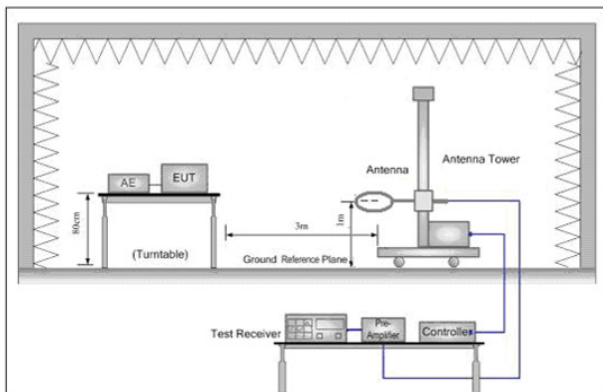 Antenna
Antenna Tower
AE
EUT
80cm
(Turntable)
3m
1m
Ground Reference Plane
Test Receiver
Pre-
Amplifier
Controller